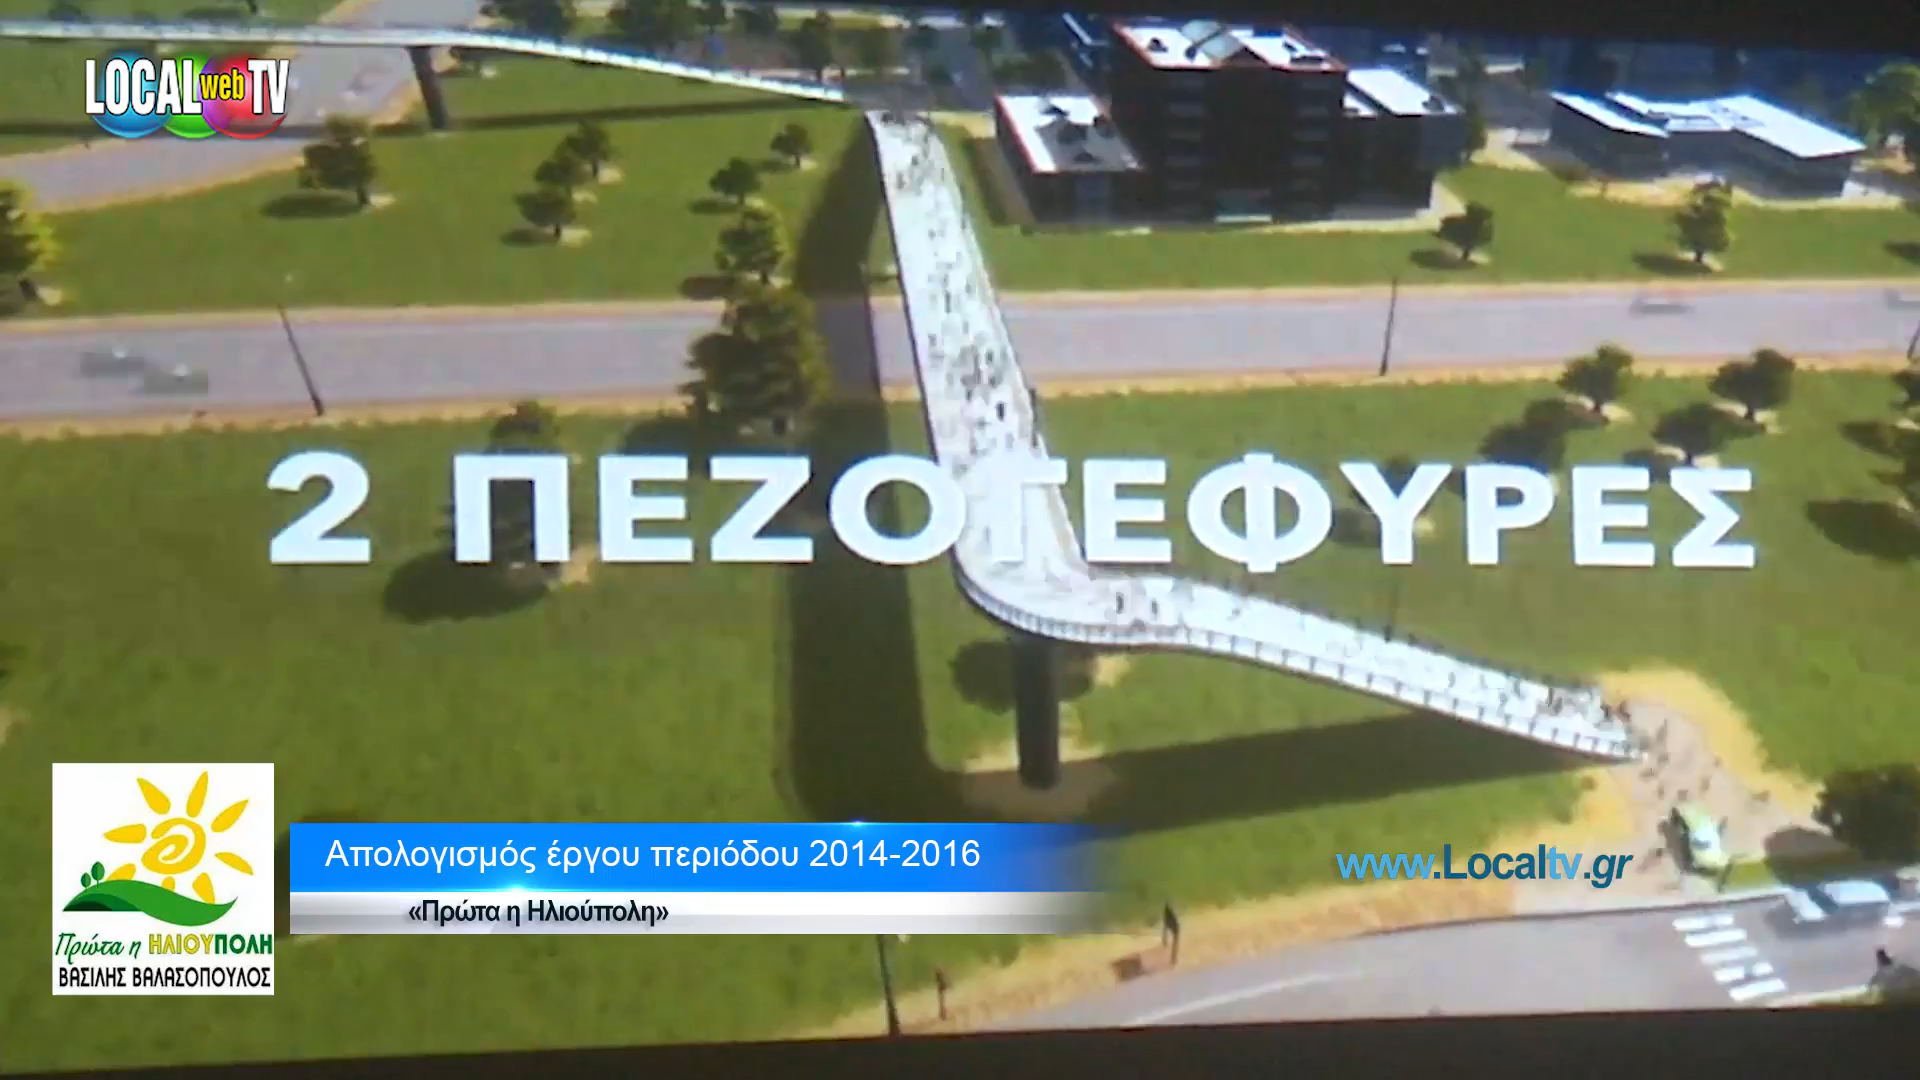 LOCAL web TV
2 ΠΕΖΟΓΕΦΥΡΕΣ
Απολογισμός έργου περιόδου 2014-2016
«Πρώτα η Ηλιούπολη»
www.Localtv.gr
Πρώτα η ΗΛΙΟΥΠΟΛΗ
ΒΑΣΙΛΗΣ ΒΑΛΑΣΟΠΟΥΛΟΣ